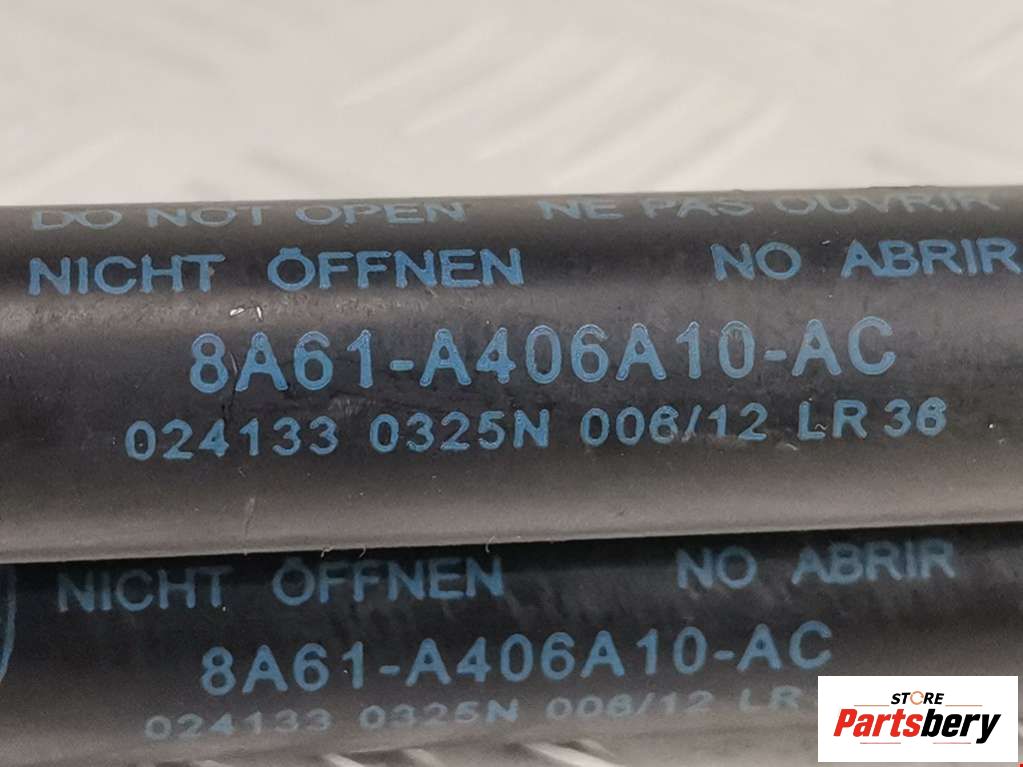 DO NOT OPEN NE PAS OUVRIR
NICHT ÖFFNEN NO ABRIR
8A61-A406A10-AC
024133 0325N 006/12 LR 36
NICHT ÖFFNEN NO ABRIR
8A61-A406A10-AC
024133 0325N 006/12 LR
STORE
Partsbery